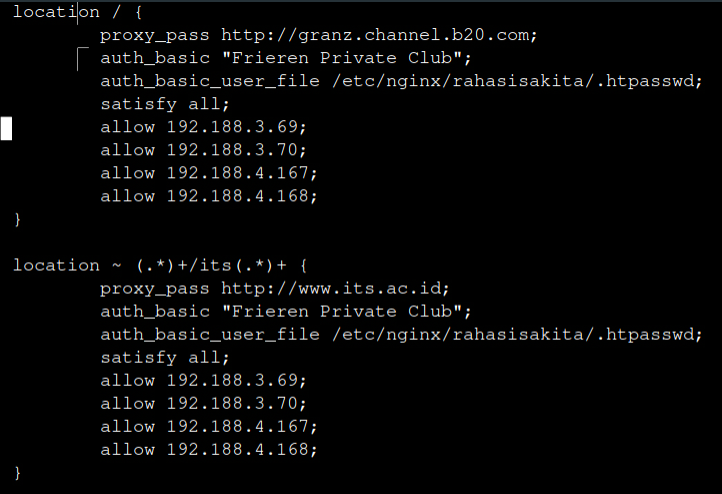 location / {
proxy_pass http://granz.channel.b20.com;
auth_basic "Frieren Private Club";
auth_basic_user_file /etc/nginx/rahasisakita/.htpasswd;
satisfy all;
allow 192.188.3.69;
allow 192.188.3.70;
allow 192.188.4.167;
allow 192.188.4.168;
}
location ~ (.*)+/its(.*)+ {
proxy_pass http://www.its.ac.id;
auth_basic "Frieren Private Club";
auth_basic_user_file /etc/nginx/rahasisakita/.htpasswd;
satisfy all;
allow 192.188.3.69;
allow 192.188.3.70;
allow 192.188.4.167;
allow 192.188.4.168;
}